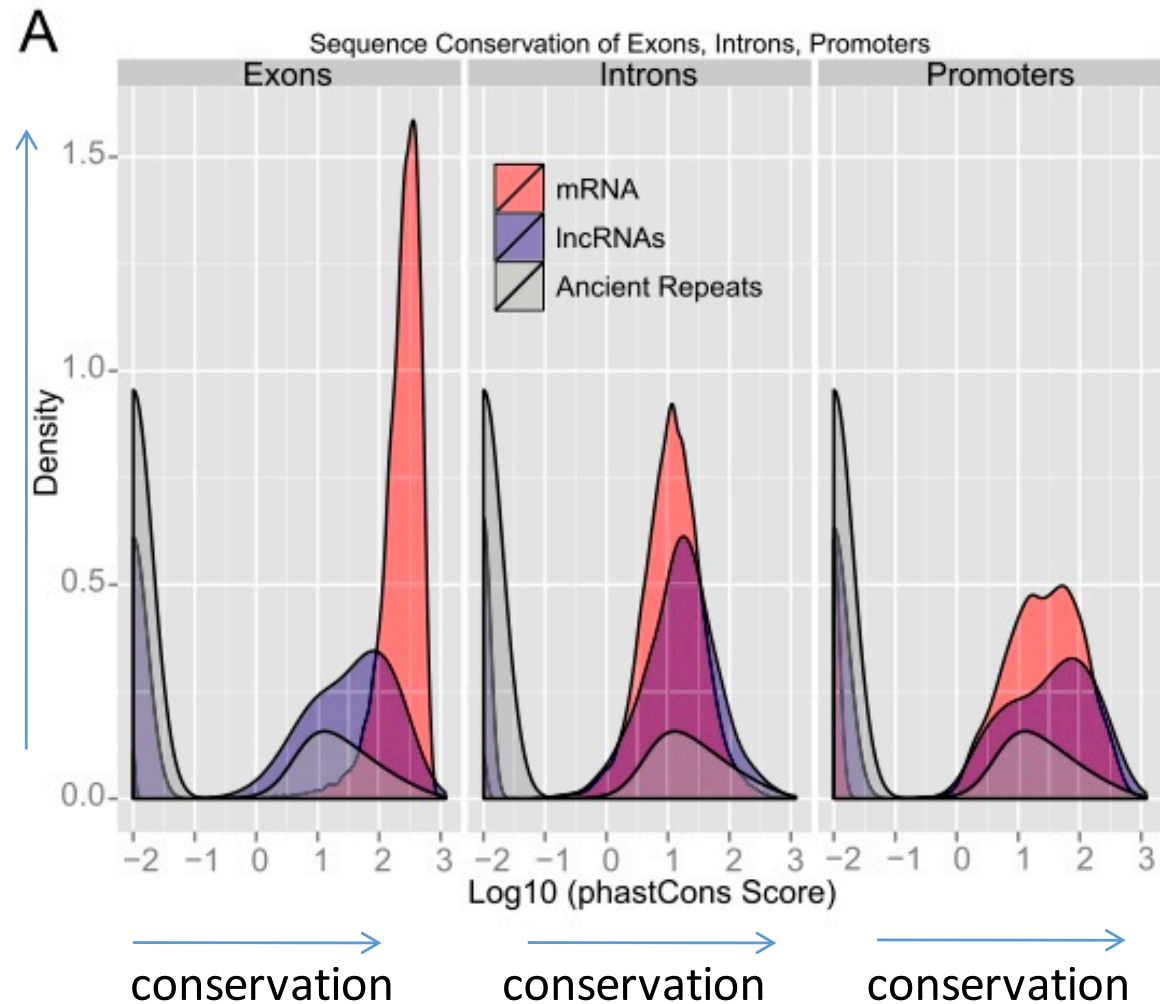 A
Sequence Conservation of Exons, Introns, Promoters
Exons Introns Promoters
mRNA
lncRNAs
Ancient Repeats
Density
1.5
1.0
0.5
0.0
−2 −1 0 1 2 3 −2 −1 0 1 2 3 −2 −1 0 1 2 3
Log10 (phastCons Score)
conservation conservation conservation